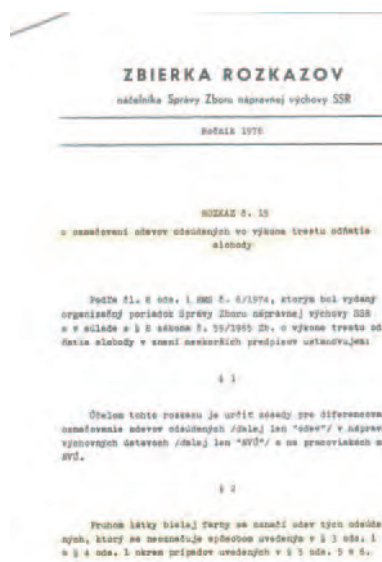 ZBIERKA ROZKAZOV
náčelníka Správy Zboru nápravnej výchovy SSR
Ročník 1978
ROZKAZ č. 15
o označovaní odevov odsúdených vo výkone trestu odňatia
slobody
Podľa čl. 8 ods. 1 č. 6/1974, ktorým bol vydaný
organizačný poriadok Správy Zboru nápravnej výchovy SSR
a v súlade s § 8 zákona č. 59/1965 Zb. o výkone trestu od
ňatia slobody v znení neskorších predpisov ustanovujem:
§ 1
Účelom tohto rozkazu je určiť zásady pre diferencova
označovanie odevov odsúdených /ďalej len "odev"/ v náprav
výchovných ústavoch /ďalej len "NVÚ"/ a na pracoviskách m
NVÚ.
§ 2
Pruhom látky bielej farby sa označí odev tých odsúde
ných, ktorý sa neoznačuje spôsobom uvedeným v § 3 ods. 1
a § 4 ods. 1 okrem prípadov uvedených v § 5 ods. 5 a 6.